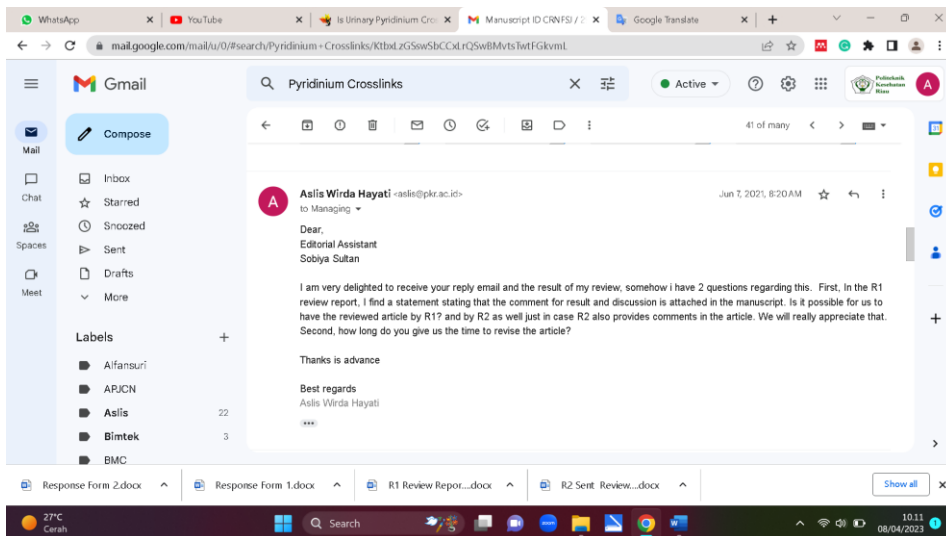 WhatsApp
YouTube
Is Urinary Pyridinium Cro
Manuscript ID CRNFSJ / 2
Google Translate
mail.google.com/mail/u/0/#search/Pyridinium+Crosslinks/KtbxLzGSswSbCCxLrQSwBMvtsTwtFGkvmL
Gmail
Pyridinium Crosslinks
Active
Politeknik
Kesehatan
Riau
A
Mail
Chat
Spaces
Meet
Compose
Inbox
Starred
Snoozed
Sent
Drafts
More
Labels
Alfansuri
APJCN
Aslis 22
Bimtek 3
BMC
41 of many
A
Aslis Wirda Hayati <aslis@pkr.ac.id>
Jun 7, 2021, 6:20 AM
to Managing
Dear,
Editorial Assistant
Sobiya Sultan
I am very delighted to receive your reply email and the result of my review, somehow i have 2 questions regarding this. First, In the R1
review report, I find a statement stating that the comment for result and discussion is attached in the manuscript. Is it possible for us to
have the reviewed article by R1? and by R2 as well just in case R2 also provides comments in the article. We will really appreciate that.
Second, how long do you give us the time to revise the article?
Thanks is advance
Best regards
Aslis Wirda Hayati
Response Form 2.docx
Response Form 1.docx
R1 Review Repor....docx
R2 Sent Review....docx
Show all
27°C
Cerah
Search
10.11
08/04/2023
1